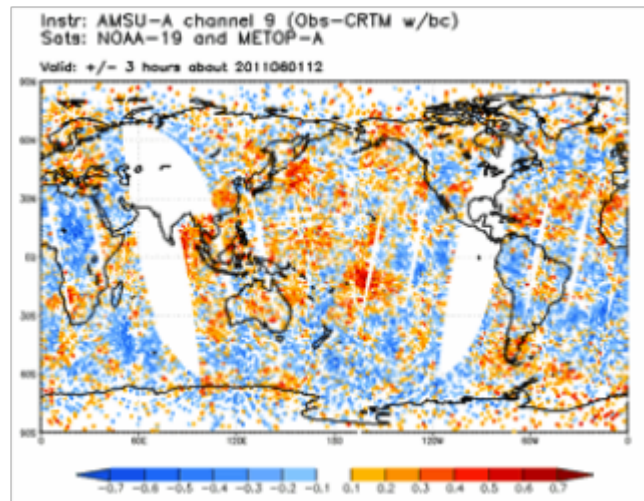 Instr: AMSU-A channel 9 (Obs-CRTM w/bc)
Sats: NOAA-19 and METOP-A
Valid: +/- 3 hours about 2011060112
90N
60N
30N
EQ
30S
60S
90S
0 60E 120E 180 120W 60W 0
-0.7 -0.6 -0.5 -0.4 -0.3 -0.2 -0.1 0.1 0.2 0.3 0.4 0.5 0.6 0.7